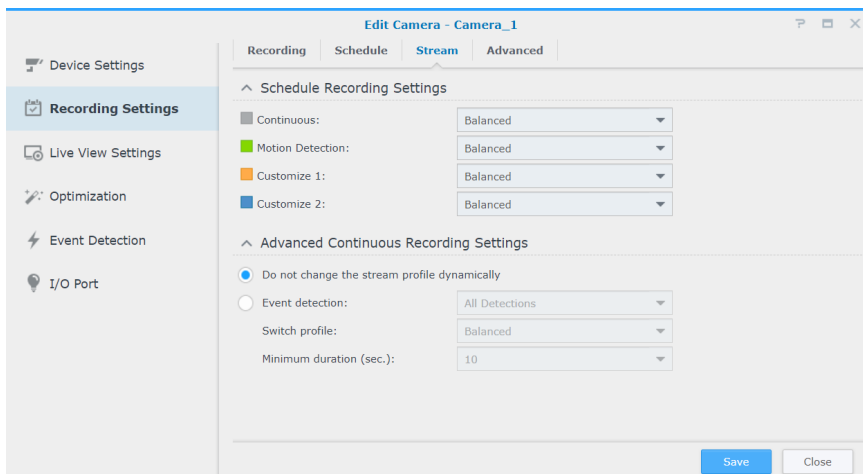 Edit Camera - Camera_1
Device Settings
Recording Settings
Live View Settings
Optimization
Event Detection
I/O Port
Recording Schedule Stream Advanced
Schedule Recording Settings
Continuous: Balanced
Motion Detection: Balanced
Customize 1: Balanced
Customize 2: Balanced
Advanced Continuous Recording Settings
Do not change the stream profile dynamically
Event detection: All Detections
Switch profile: Balanced
Minimum duration (sec.): 10
Save Close